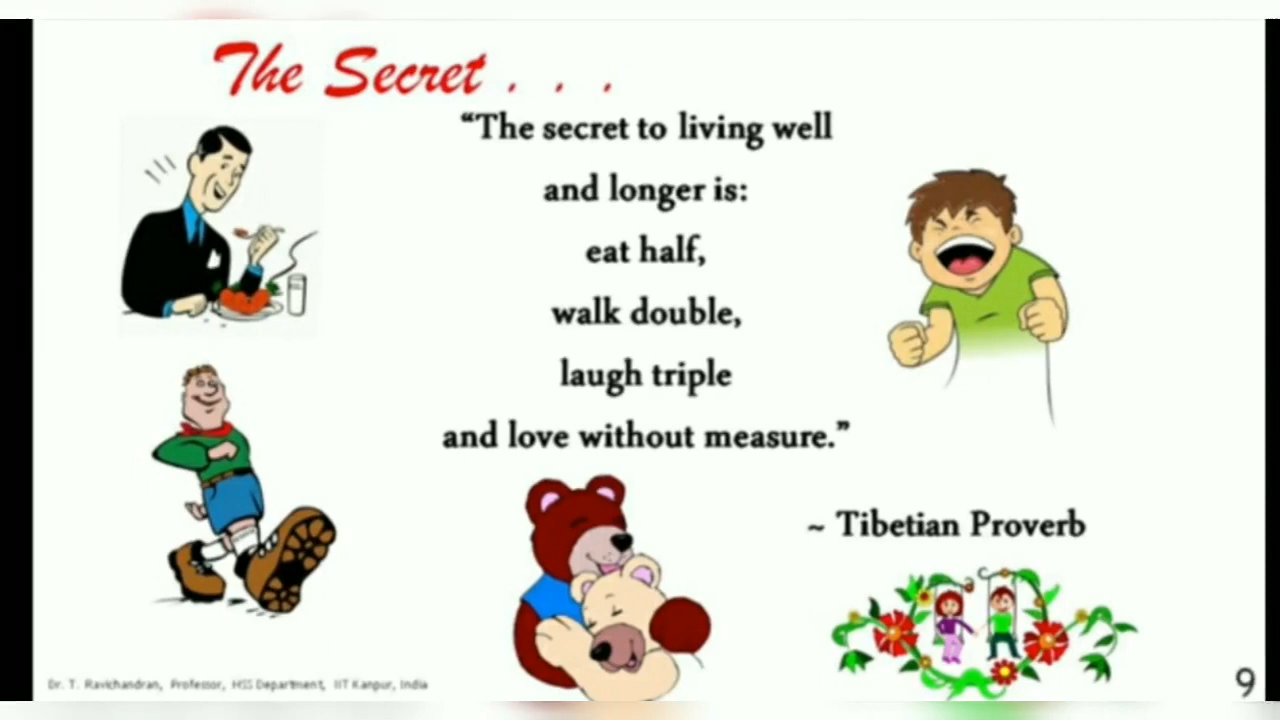 The Secret . . .
“The secret to living well
and longer is:
eat half,
walk double,
laugh triple
and love without measure.”
~ Tibetian Proverb
Dr. T. Ravichandran, Professor, HSS Department, IIT Kanpur, India
9